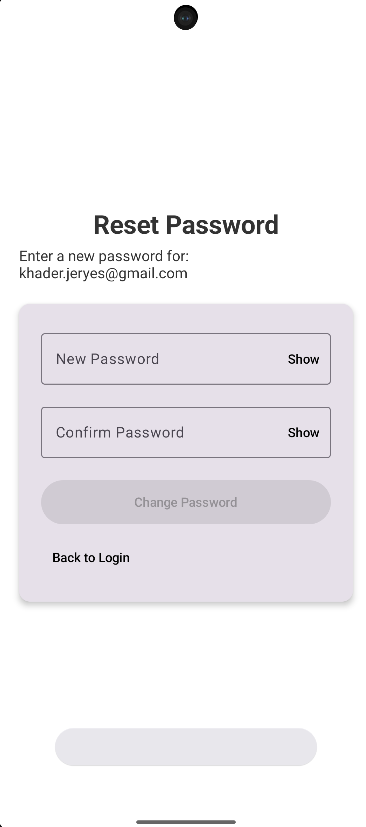 Reset Password
Enter a new password for:
khader.jeryes@gmail.com
New Password Show
Confirm Password Show
Change Password
Back to Login